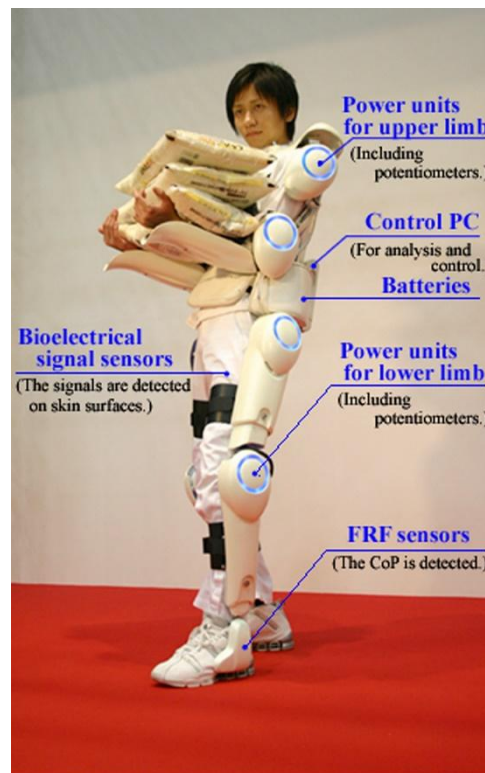 Power units
for upper limb
(Including
potentiometers.)
Control PC
(For analysis and
control.
Batteries
Bioelectrical
signal sensors
(The signals are detected
on skin surfaces.)
Power units
for lower limb
(Including
potentiometers.)
FRF sensors
(The CoP is detected.)